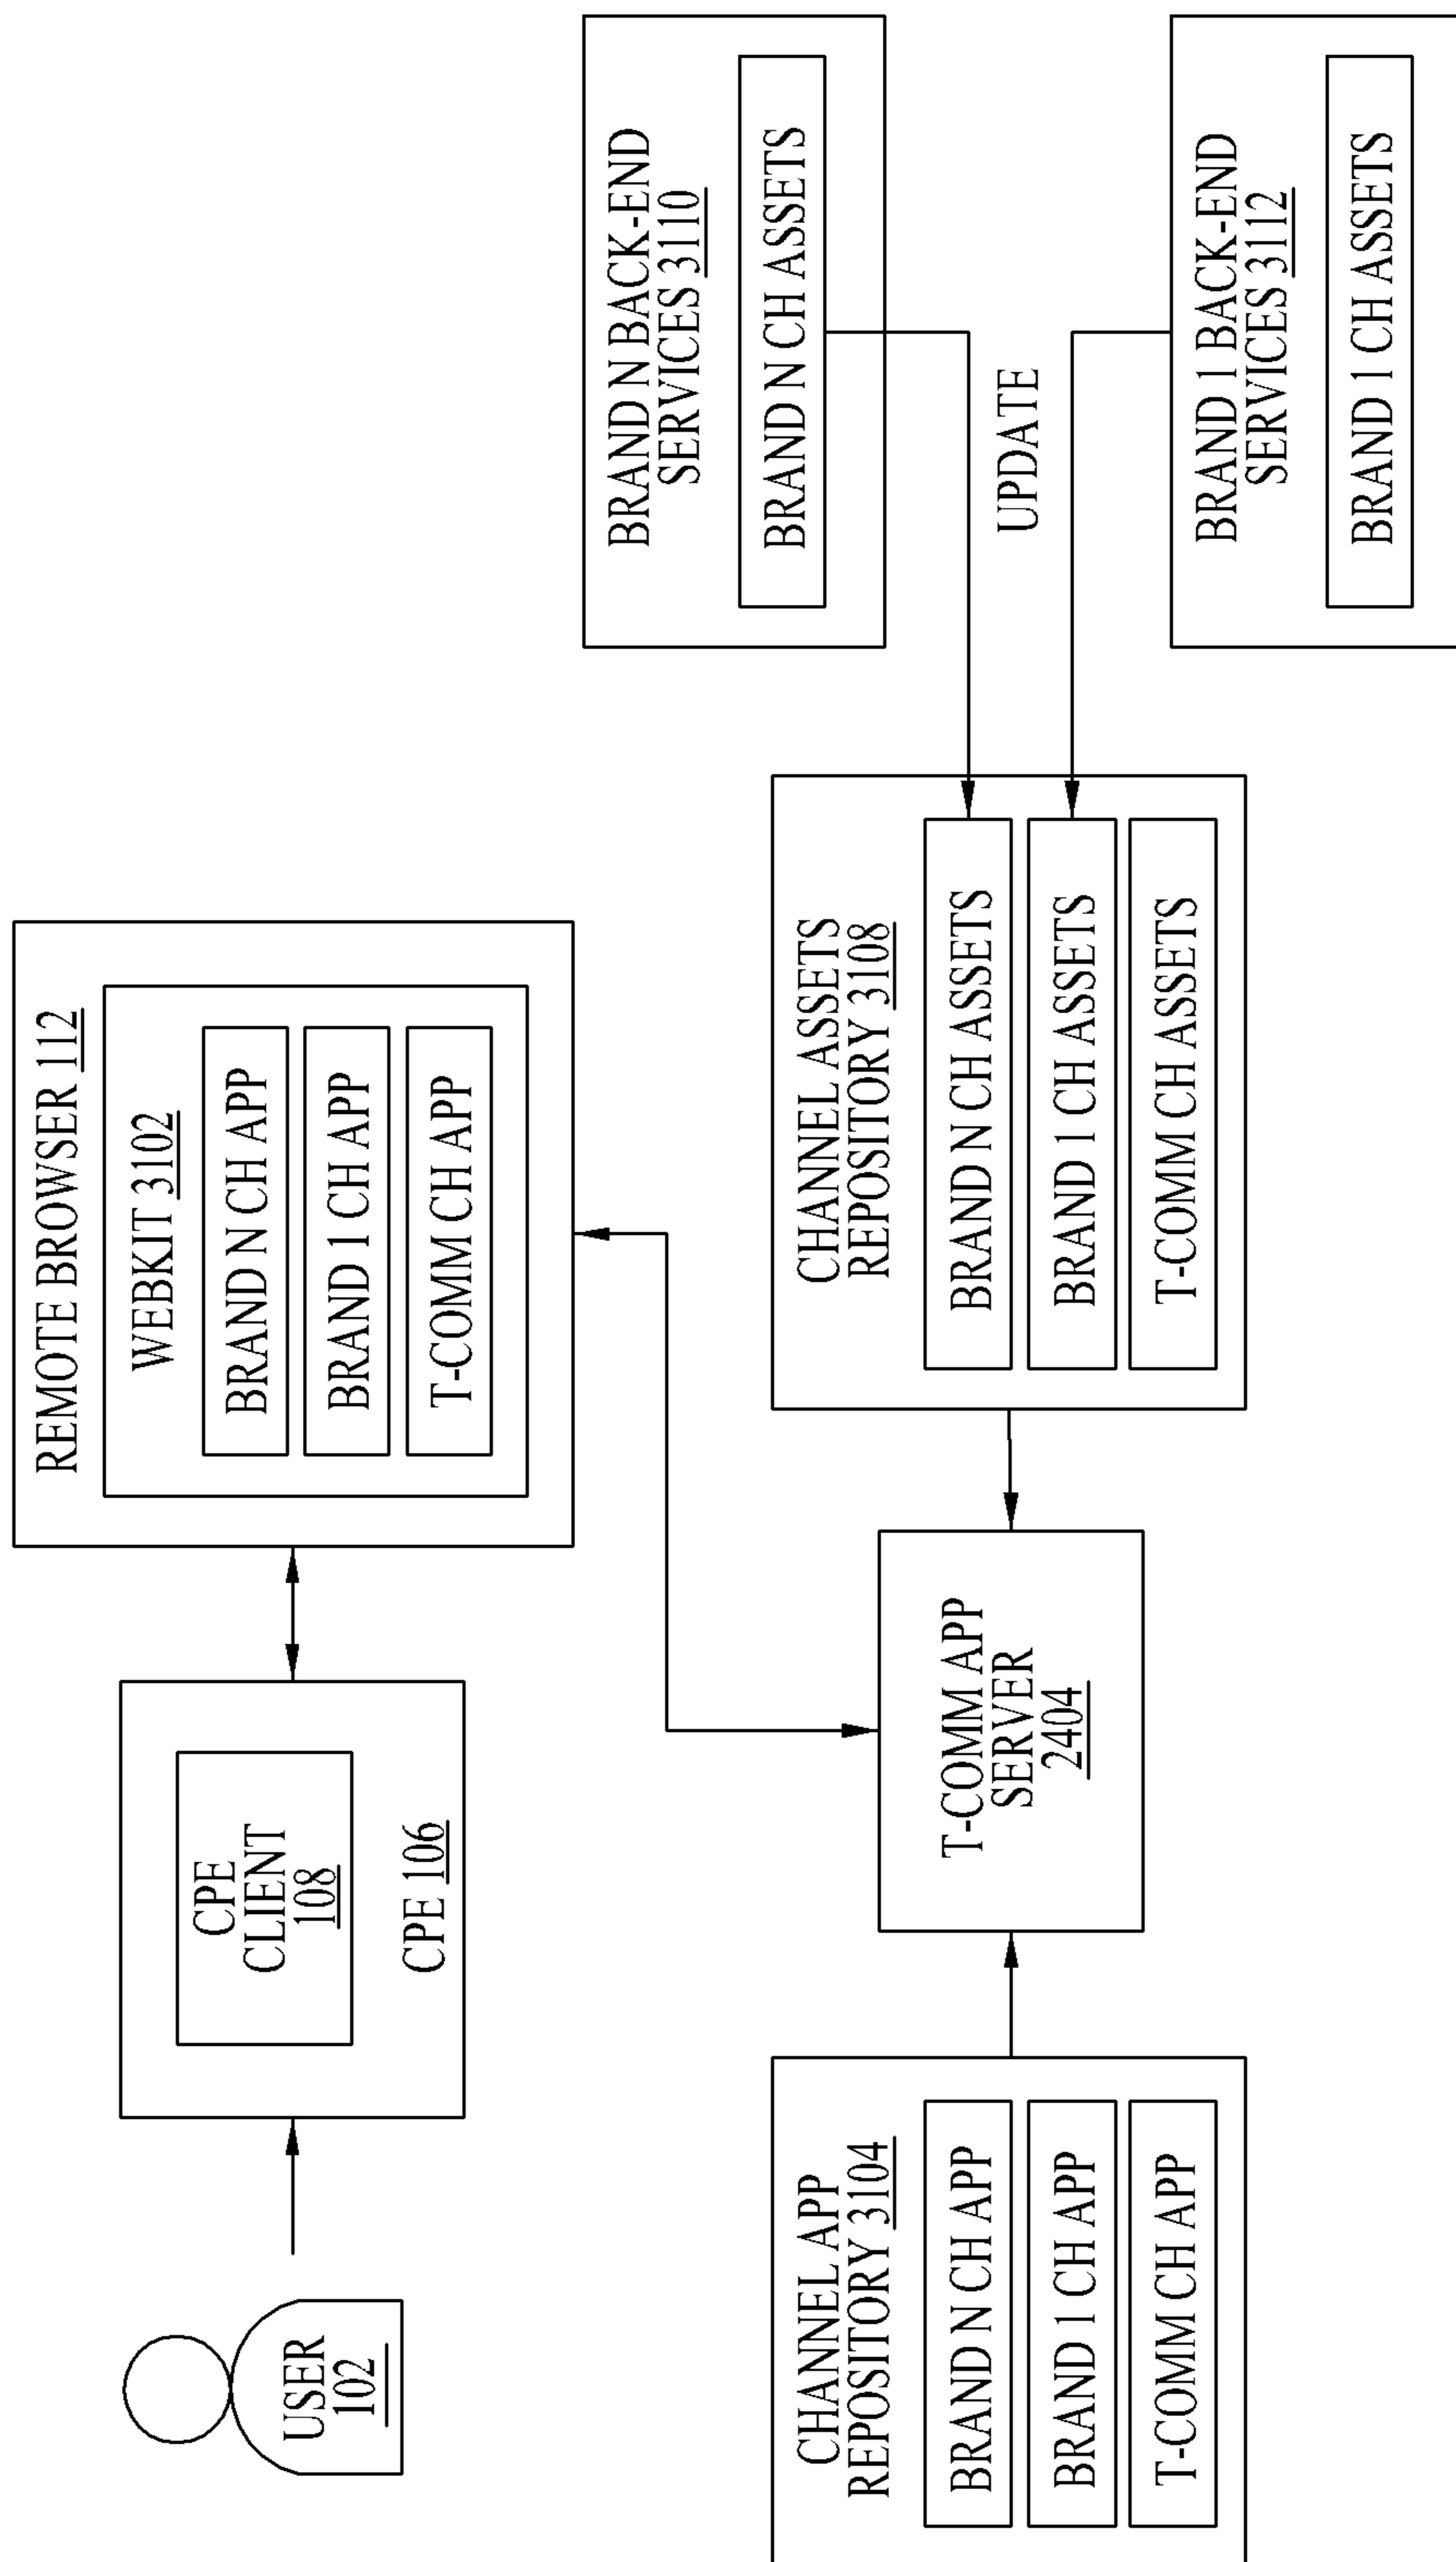 USER
102
CPE
CLIENT
108
CPE 106
REMOTE BROWSER 112
WEBKIT 3102
BRAND N CH APP
BRAND 1 CH APP
T-COMM CH APP
CHANNEL APP
REPOSITORY 3104
BRAND N CH APP
BRAND 1 CH APP
T-COMM CH APP
T-COMM APP
SERVER
2404
CHANNEL ASSETS
REPOSITORY 3108
BRAND N CH ASSETS
BRAND 1 CH ASSETS
T-COMM CH ASSETS
BRAND N BACK-END
SERVICES 3110
BRAND N CH ASSETS
UPDATE
BRAND 1 BACK-END
SERVICES 3112
BRAND 1 CH ASSETS